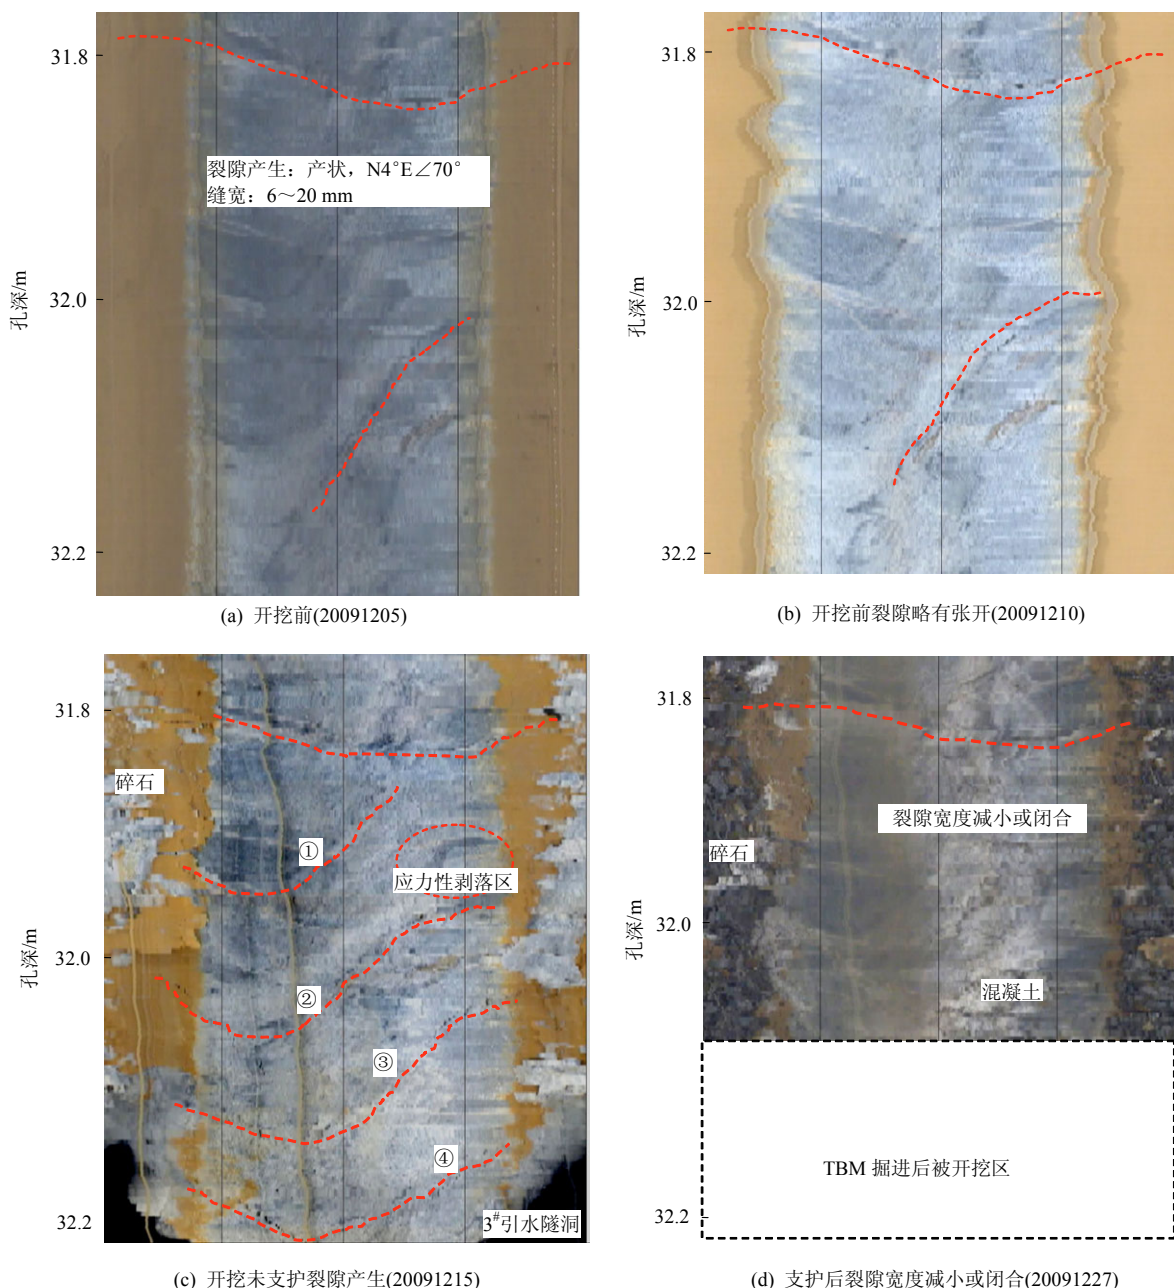 31.8
裂隙产生：产状，N4°E∠70°
缝宽：6～20 mm
孔深/m
32.0
32.2
(a) 开挖前(20091205)
31.8
孔深/m
32.0
32.2
(b) 开挖前裂隙略有张开(20091210)
31.8
碎石
①
应力性剥落区
孔深/m
32.0
②
③
④
32.2
3#引水隧洞
(c) 开挖未支护裂隙产生(20091215)
31.8
裂隙宽度减小或闭合
碎石
孔深/m
32.0
混凝土
TBM 掘进后被开挖区
32.2
(d) 支护后裂隙宽度减小或闭合(20091227)